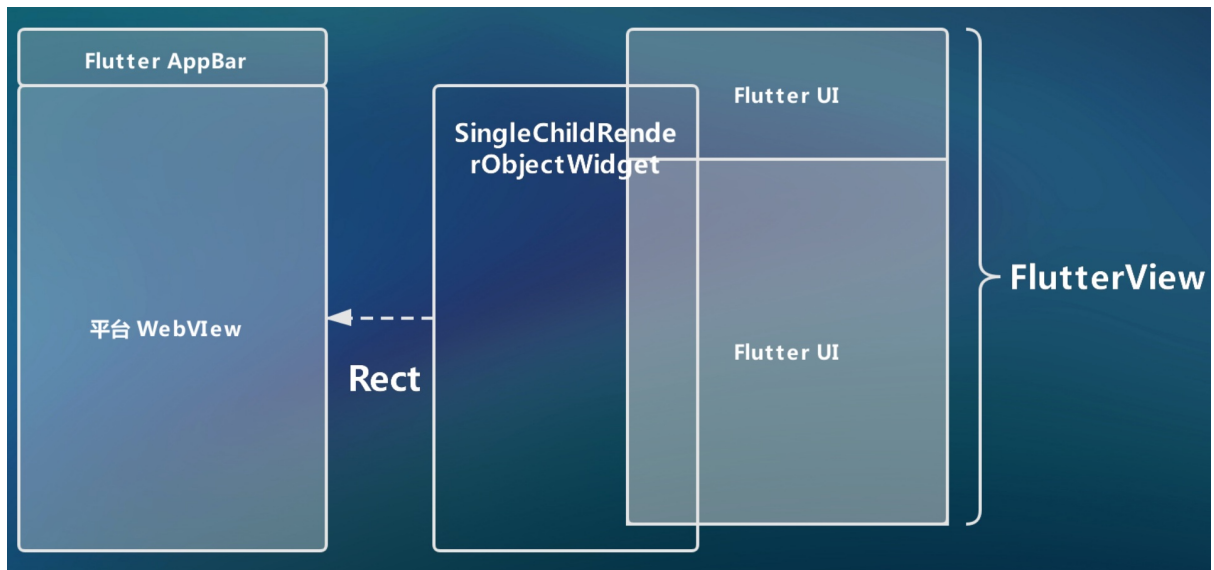 Flutter AppBar
平台 WebVIew
Rect
SingleChildRende
rObjectWidget
Flutter UI
Flutter UI
FlutterView